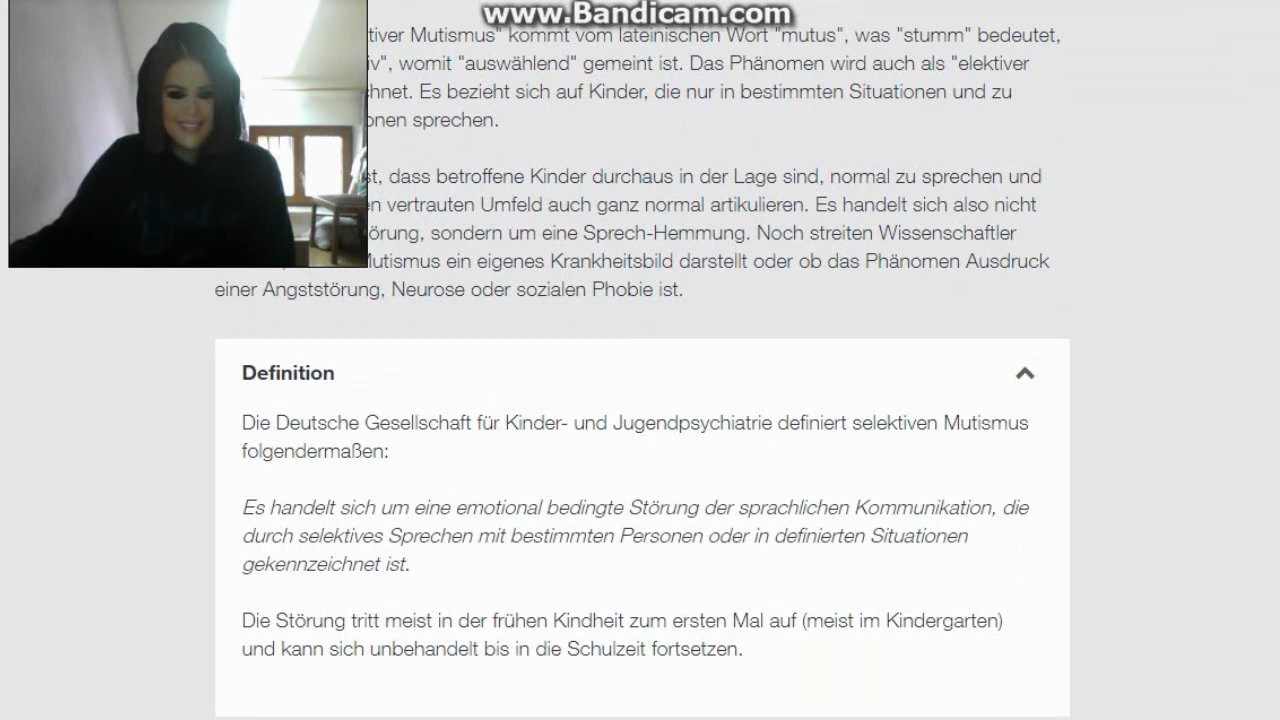 www.Bandicam.com
tiver Mutismus" kommt vom lateinischen Wort "mutus", was "stumm" bedeutet,
iv", womit "auswählend" gemeint ist. Das Phänomen wird auch als "elektiver
hnet. Es bezieht sich auf Kinder, die nur in bestimmten Situationen und zu
onen sprechen.
st, dass betroffene Kinder durchaus in der Lage sind, normal zu sprechen und
en vertrauten Umfeld auch ganz normal artikulieren. Es handelt sich also nicht
örung, sondern um eine Sprech-Hemmung. Noch streiten Wissenschaftler
Mutismus ein eigenes Krankheitsbild darstellt oder ob das Phänomen Ausdruck
einer Angststörung, Neurose oder sozialen Phobie ist.
Definition
Die Deutsche Gesellschaft für Kinder- und Jugendpsychiatrie definiert selektiven Mutismus
folgendermaßen:
Es handelt sich um eine emotional bedingte Störung der sprachlichen Kommunikation, die
durch selektives Sprechen mit bestimmten Personen oder in definierten Situationen
gekennzeichnet ist.
Die Störung tritt meist in der frühen Kindheit zum ersten Mal auf (meist im Kindergarten)
und kann sich unbehandelt bis in die Schulzeit fortsetzen.